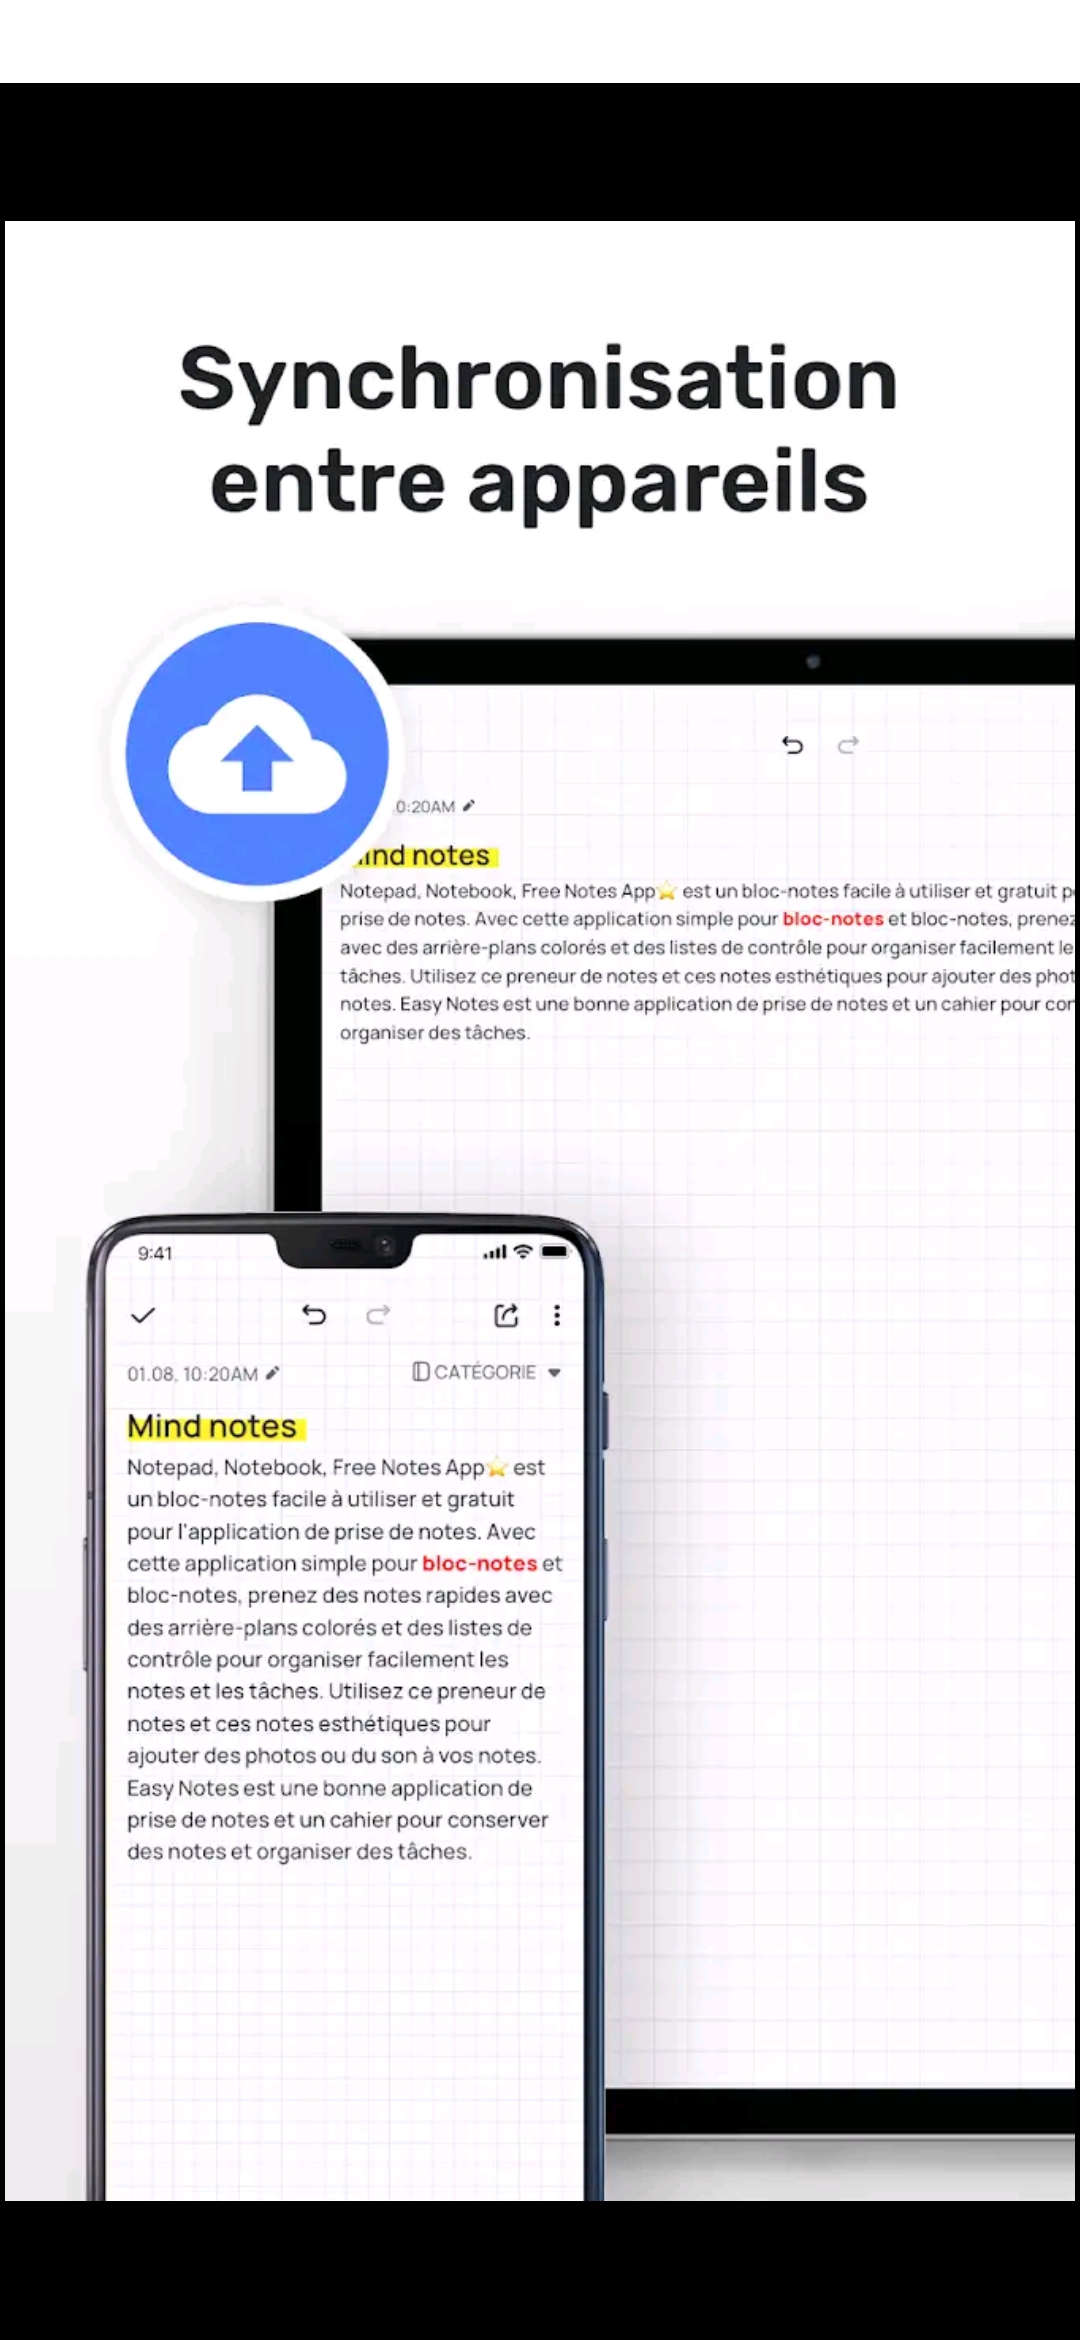 Synchronisation
entre appareils
0:20AM
ind notes
Notepad, Notebook, Free Notes App⭐ est un bloc-notes facile à utiliser et gratuit p
prise de notes. Avec cette application simple pour bloc-notes et bloc-notes, prenez
avec des arrière-plans colorés et des listes de contrôle pour organiser facilement le
tâches. Utilisez ce preneur de notes et ces notes esthétiques pour ajouter des phot
notes. Easy Notes est une bonne application de prise de notes et un cahier pour con
organiser des tâches.
9:41
01.08, 10:20AM CATÉGORIE
Mind notes
Notepad, Notebook, Free Notes App⭐ est
un bloc-notes facile à utiliser et gratuit
pour l'application de prise de notes. Avec
cette application simple pour bloc-notes et
bloc-notes, prenez des notes rapides avec
des arrière-plans colorés et des listes de
contrôle pour organiser facilement les
notes et les tâches. Utilisez ce preneur de
notes et ces notes esthétiques pour
ajouter des photos ou du son à vos notes.
Easy Notes est une bonne application de
prise de notes et un cahier pour conserver
des notes et organiser des tâches.